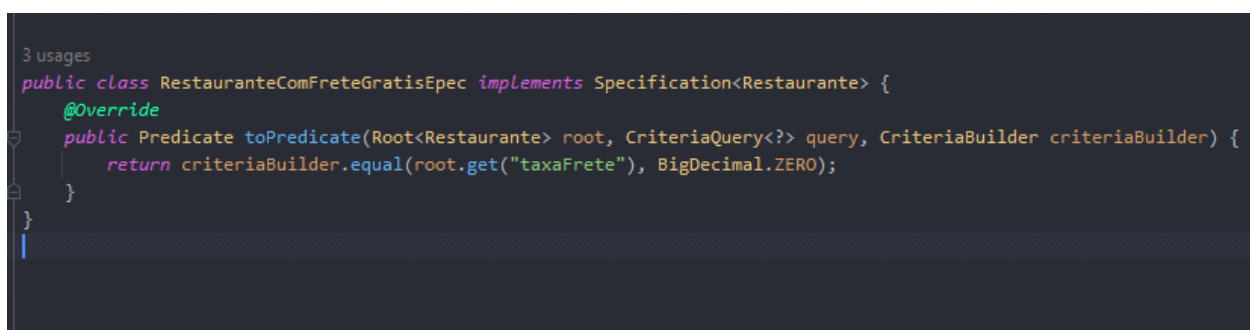 3 usages
public class RestauranteComFreteGratisEpec implements Specification<Restaurante> {
@Override
public Predicate toPredicate(Root<Restaurante> root, CriteriaQuery<?> query, CriteriaBuilder criteriaBuilder) {
return criteriaBuilder.equal(root.get("taxaFrete"), BigDecimal.ZERO);
}
}